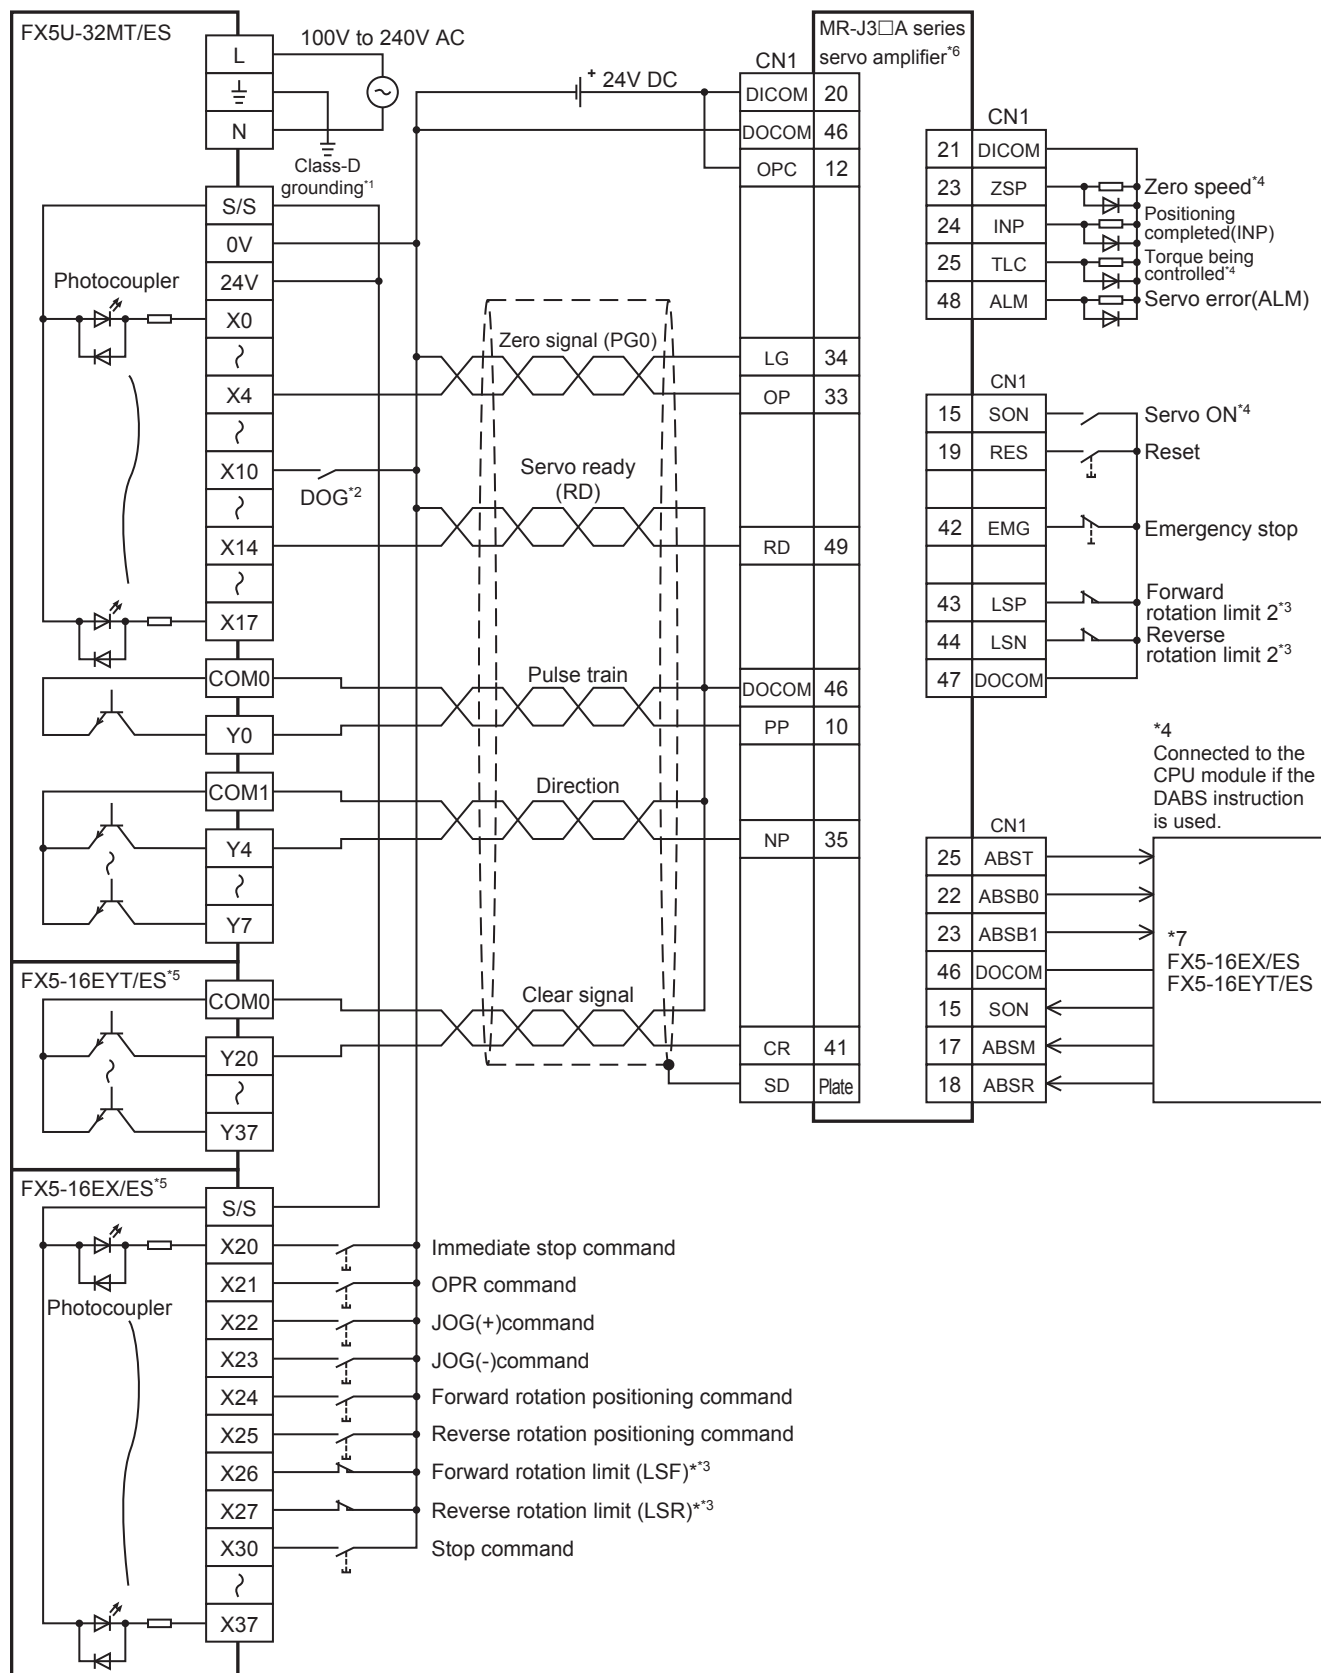 FX5U-32MT/ES
L
N
100V to 240V AC
Class-D
grounding*1
S/S
0V
24V
X0
X4
X10
X14
X17
COM0
Y0
COM1
Y4
Y7
Photocoupler
DOG*2
+ 24V DC
Zero signal (PG0)
Servo ready
(RD)
Pulse train
Direction
Clear signal
MR-J3□A series
servo amplifier*6
CN1
DICOM 20
DOCOM 46
OPC 12
LG 34
OP 33
RD 49
DOCOM 46
PP 10
NP 35
CR 41
SD Plate
CN1
21 DICOM
23 ZSP Zero speed*4
24 INP Positioning
completed(INP)
25 TLC Torque being
controlled*4
48 ALM Servo error(ALM)
CN1
15 SON Servo ON*4
19 RES Reset
42 EMG Emergency stop
43 LSP Forward
rotation limit 2*3
44 LSN Reverse
rotation limit 2*3
47 DOCOM
*4
Connected to the
CPU module if the
DABS instruction
is used.
CN1
25 ABST
22 ABSB0
23 ABSB1
46 DOCOM
15 SON
17 ABSM
18 ABSR
*7
FX5-16EX/ES
FX5-16EYT/ES
FX5-16EYT/ES*5
COM0
Y20
Y37
FX5-16EX/ES*5
S/S
Photocoupler
X20 Immediate stop command
X21 OPR command
X22 JOG(+)command
X23 JOG(-)command
X24 Forward rotation positioning command
X25 Reverse rotation positioning command
X26 Forward rotation limit (LSF)**3
X27 Reverse rotation limit (LSR)**3
X30 Stop command
X37